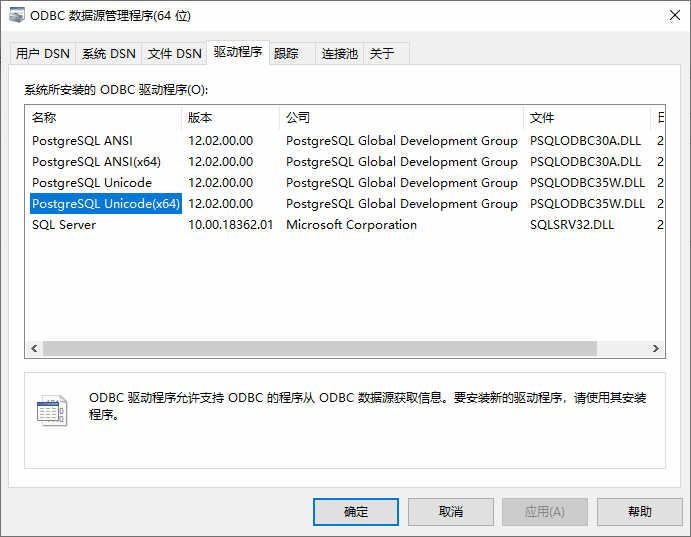 ODBC 数据源管理程序(64 位)
用户 DSN 系统 DSN 文件 DSN 驱动程序 跟踪 连接池 关于
系统所安装的 ODBC 驱动程序(O):
名称 版本 公司 文件 日
PostgreSQL ANSI 12.02.00.00 PostgreSQL Global Development Group PSQLODBC30A.DLL 2
PostgreSQL ANSI(x64) 12.02.00.00 PostgreSQL Global Development Group PSQLODBC30A.DLL 2
PostgreSQL Unicode 12.02.00.00 PostgreSQL Global Development Group PSQLODBC35W.DLL 2
PostgreSQL Unicode(x64) 12.02.00.00 PostgreSQL Global Development Group PSQLODBC35W.DLL 2
SQL Server 10.00.18362.01 Microsoft Corporation SQLSRV32.DLL 2
ODBC 驱动程序允许支持 ODBC 的程序从 ODBC 数据源获取信息。要安装新的驱动程序，请使用其安装
程序。
确定 取消 应用(A) 帮助